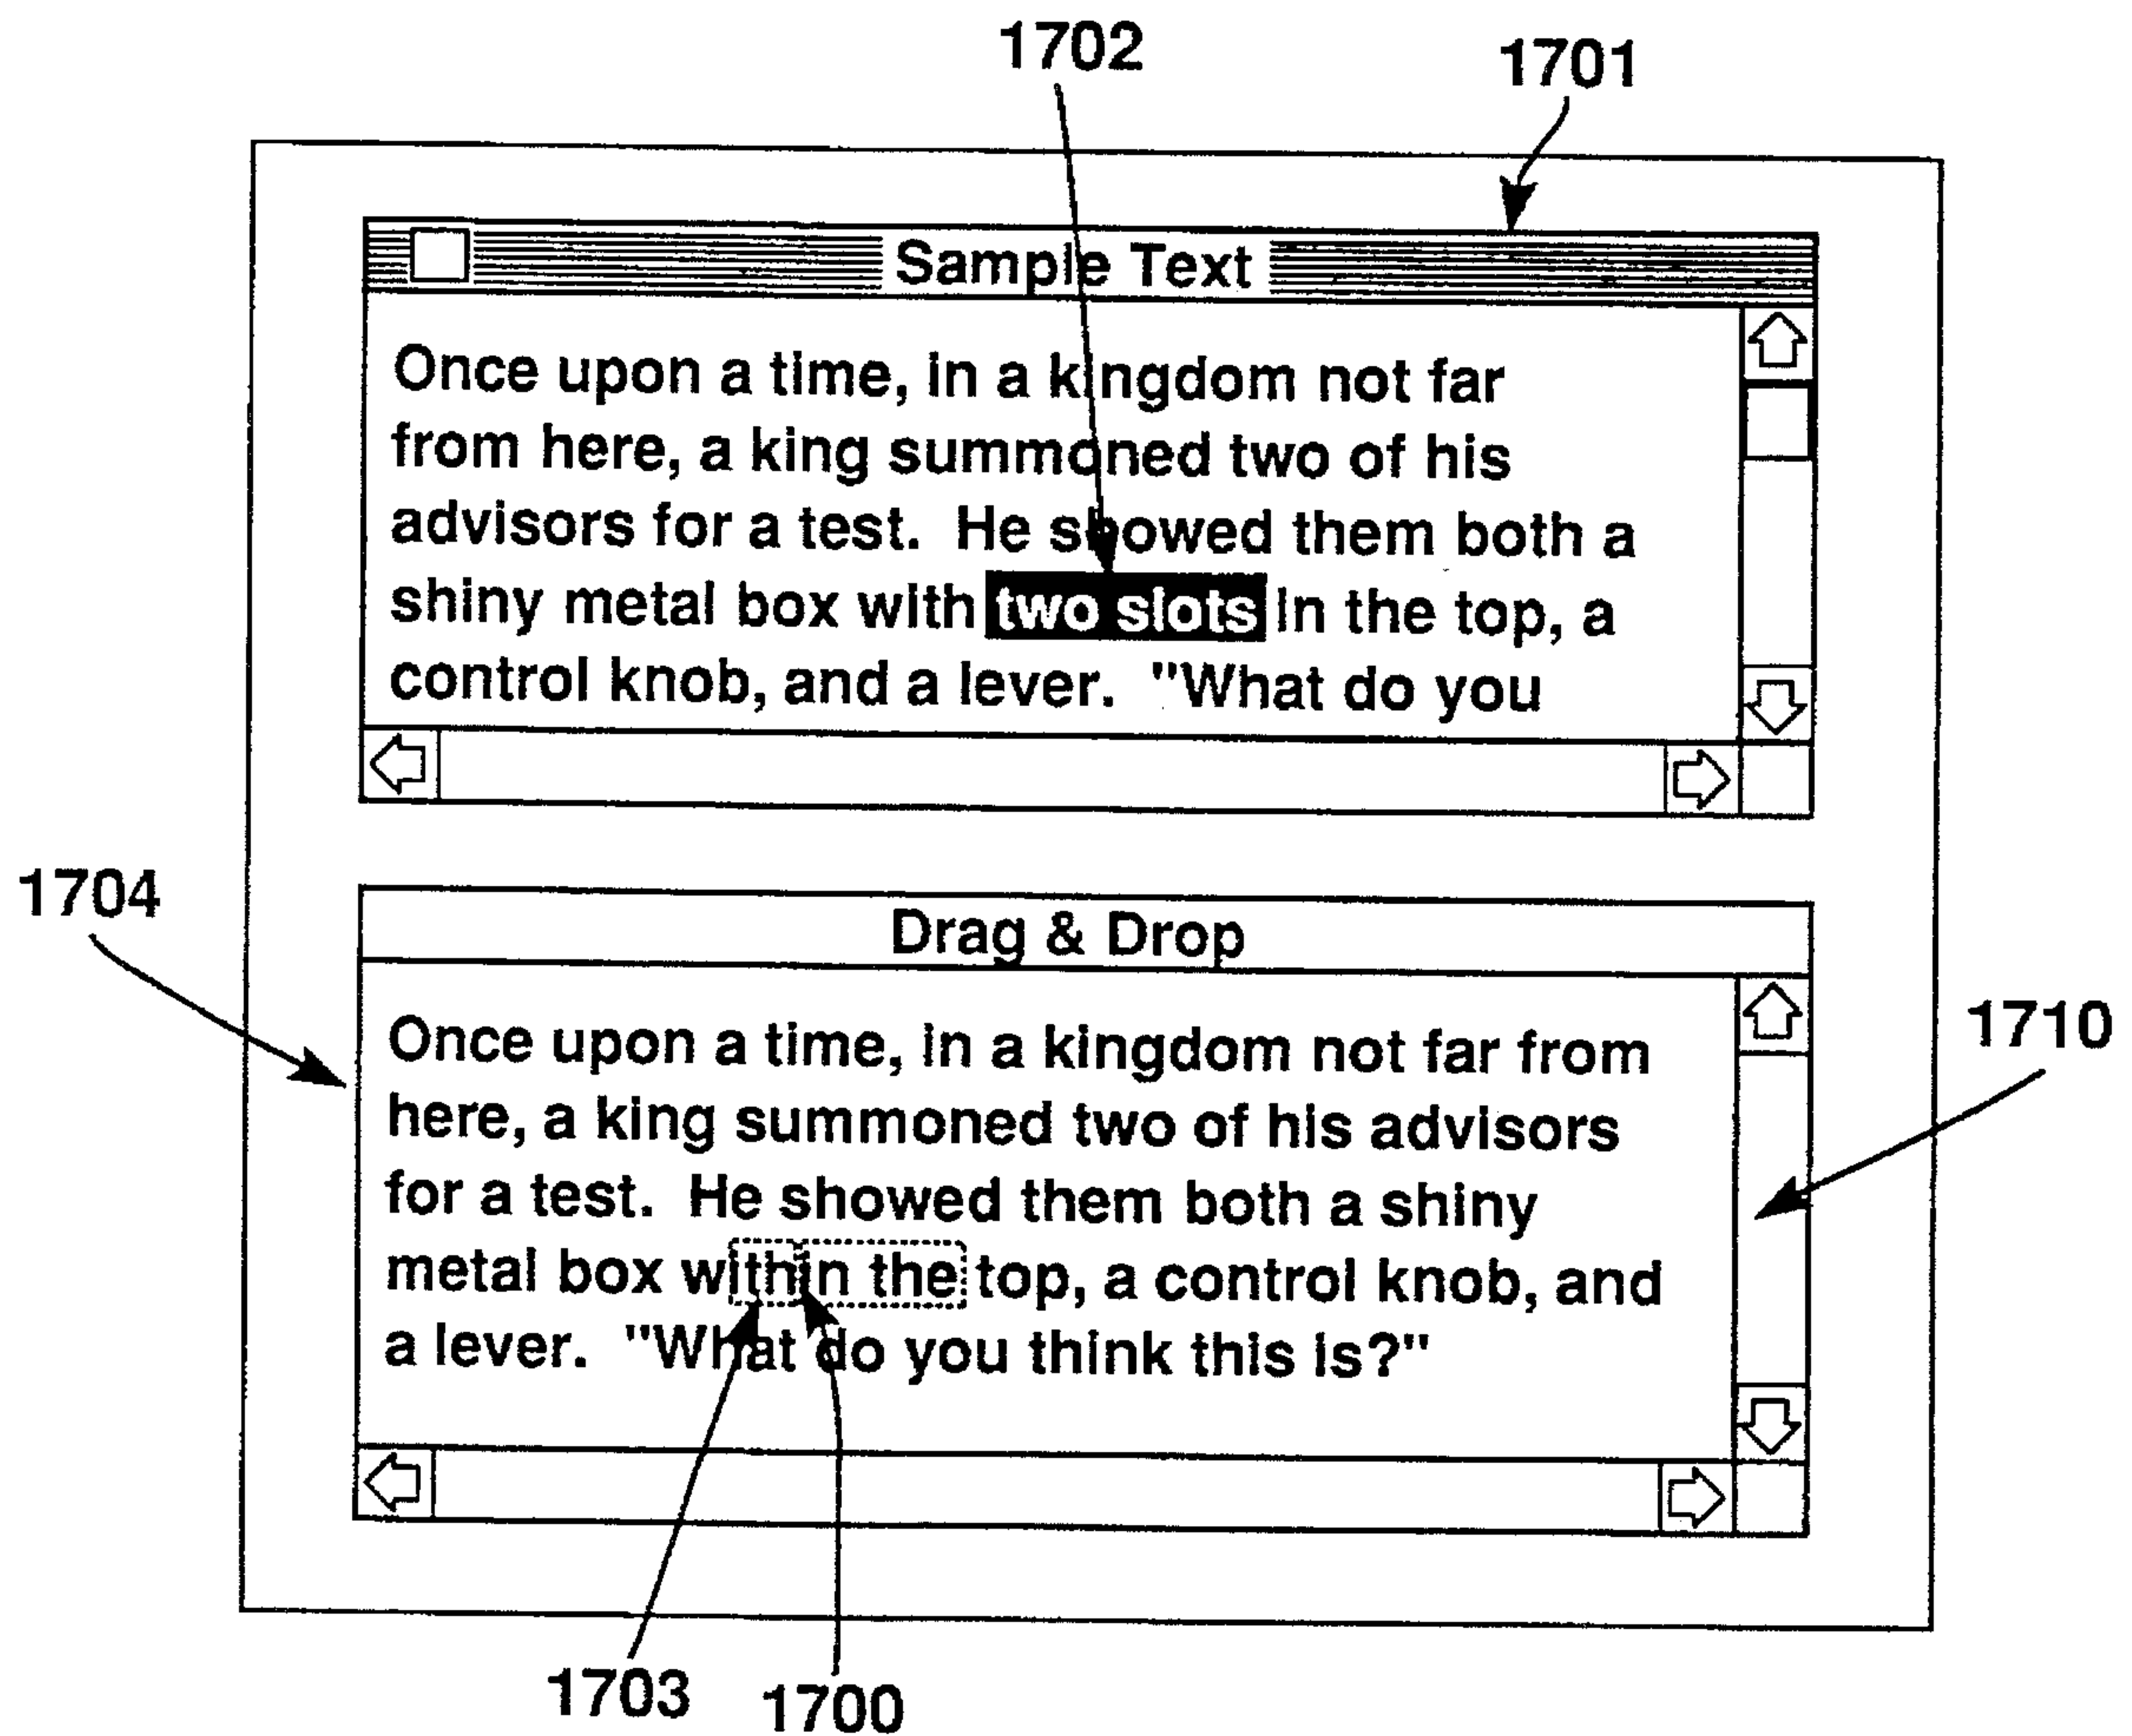 1702
1701
Sample Text
Once upon a time, in a kingdom not far
from here, a king summoned two of his
advisors for a test. He showed them both a
shiny metal box with two slots in the top, a
control knob, and a lever. "What do you
1704
Drag & Drop
1710
Once upon a time, in a kingdom not far from
here, a king summoned two of his advisors
for a test. He showed them both a shiny
metal box within the top, a control knob, and
a lever. "What do you think this is?"
1703
1700